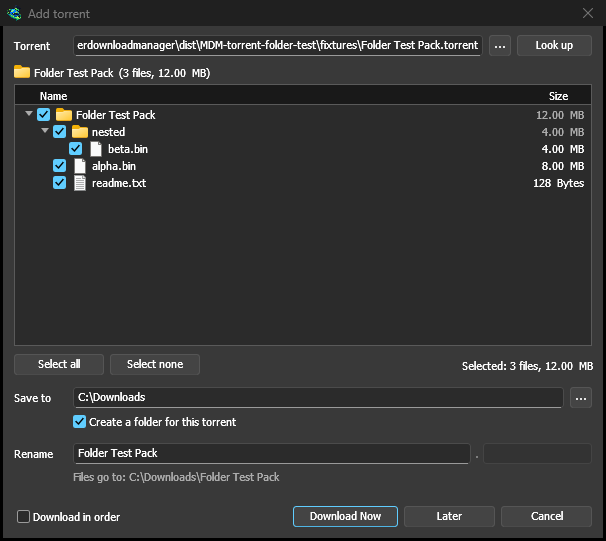 Add torrent
Torrent erdownloadmanager\dist\MDM-torrent-folder-test\fixtures\Folder Test Pack.torrent ... Look up
Folder Test Pack (3 files, 12.00 MB)
Name Size
Folder Test Pack 12.00 MB
nested 4.00 MB
beta.bin 4.00 MB
alpha.bin 8.00 MB
readme.txt 128 Bytes
Select all Select none Selected: 3 files, 12.00 MB
Save to C:\Downloads ...
Create a folder for this torrent
Rename Folder Test Pack .
Files go to: C:\Downloads\Folder Test Pack
Download in order Download Now Later Cancel